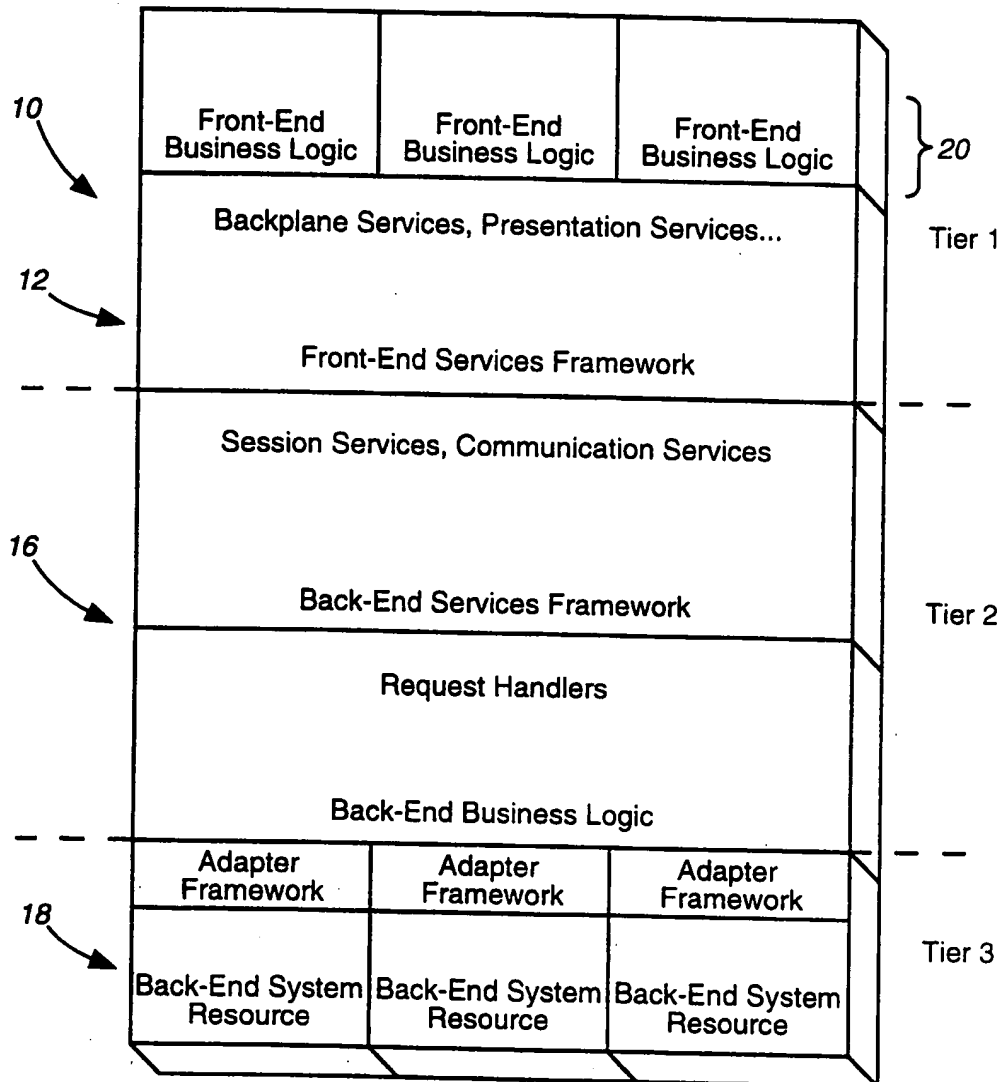 10
Front-End
Business Logic
Front-End
Business Logic
Front-End
Business Logic
20
Backplane Services, Presentation Services...
Tier 1
12
Front-End Services Framework
Session Services, Communication Services
16
Back-End Services Framework
Tier 2
Request Handlers
Back-End Business Logic
Adapter
Framework
Adapter
Framework
Adapter
Framework
18
Tier 3
Back-End System
Resource
Back-End System
Resource
Back-End System
Resource